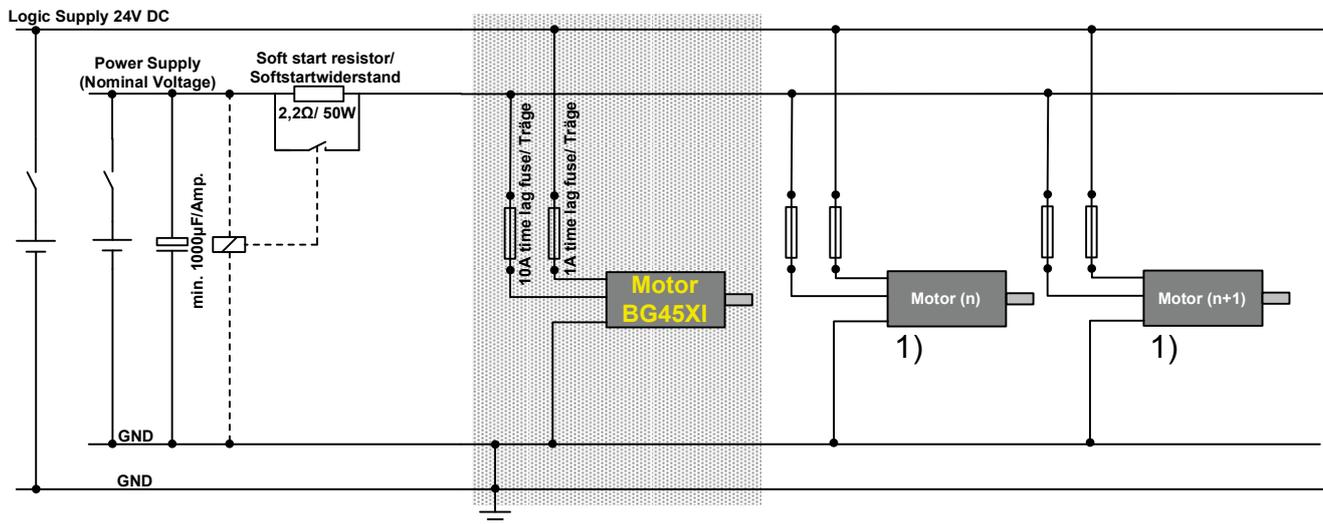 Logic Supply 24V DC
Power Supply
(Nominal Voltage)
Soft start resistor/
Softstartwiderstand
2,2Ω/ 50W
min. 1000µF/Amp.
10A time lag fuse/ Träge
1A time lag fuse/ Träge
Motor
BG45XI
Motor (n)
1)
Motor (n+1)
1)
GND
GND